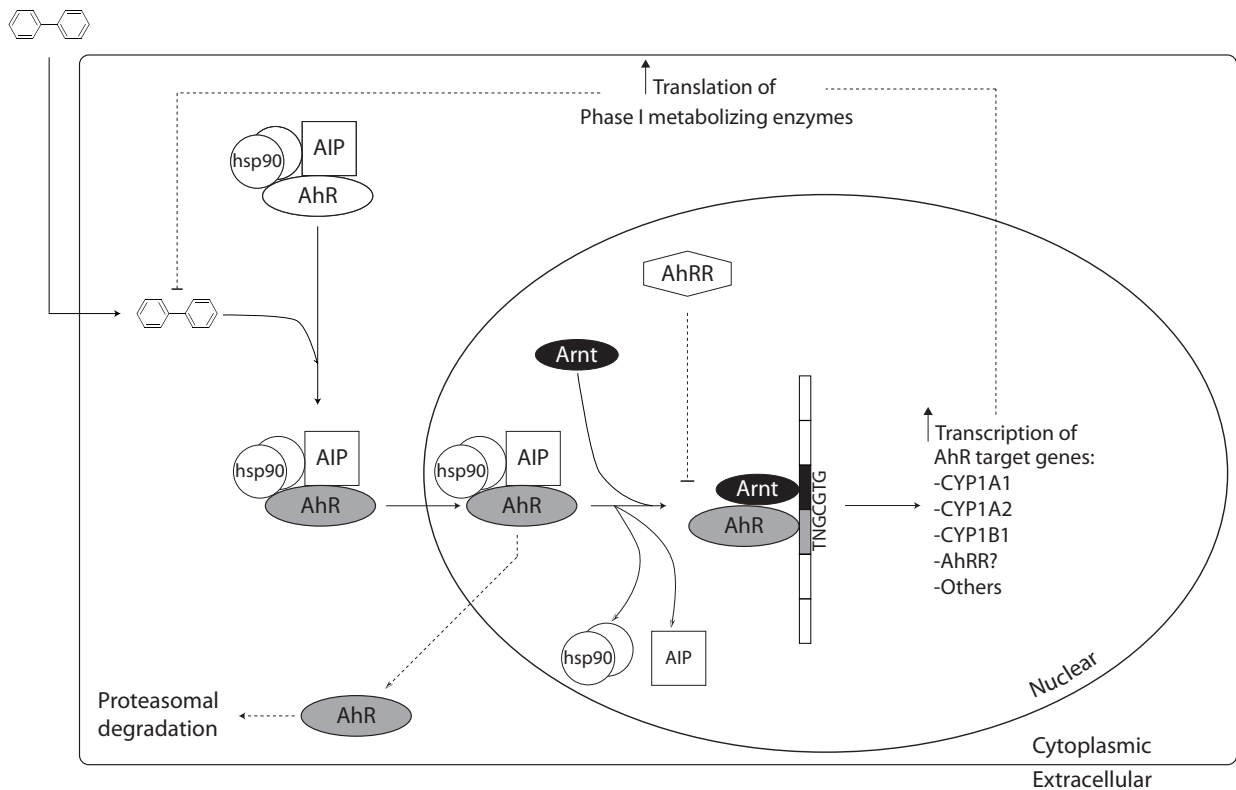 Translation of
Phase I metabolizing enzymes
hsp90
AIP
AhR
AhRR
Arnt
hsp90
AIP
AhR
hsp90
AIP
AhR
Arnt
AhR
TNGCGTG
Transcription of
AhR target genes:
-CYP1A1
-CYP1A2
-CYP1B1
-AhRR?
-Others
hsp90
AIP
Proteasomal
degradation
AhR
Nuclear
Cytoplasmic
Extracellular